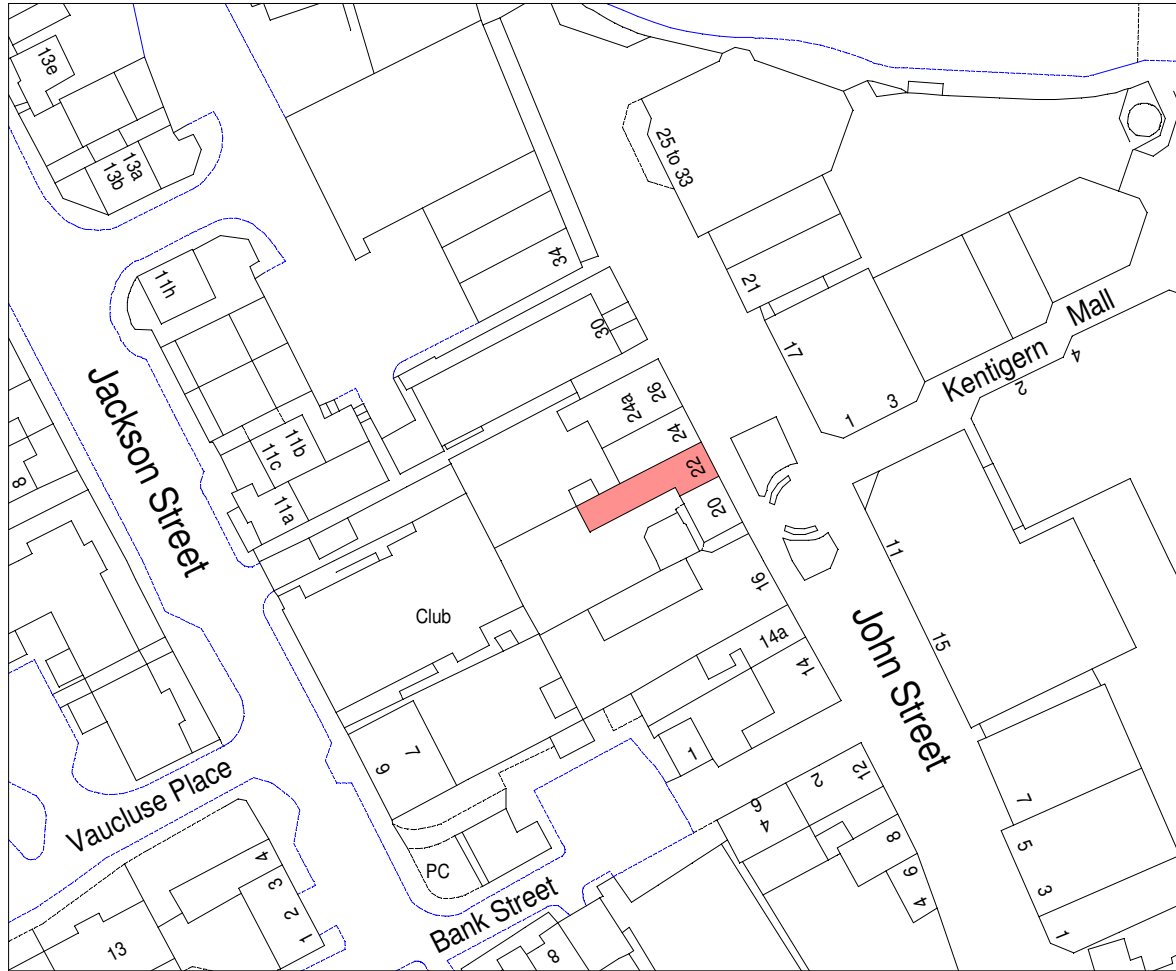 13e
25 to 33
13a
13b
34
11h
21
30
17
Kentigern Mall
4
2
3
1
26
24a
24
22
20
Jackson Street
11b
11c
11a
8
11
16
Club
14a
14
15
John Street
7
6
1
12
2
6
4
7
Vaucluse Place
8
5
6
4
3
PC
4
3
2
1
1
Bank Street
13
8